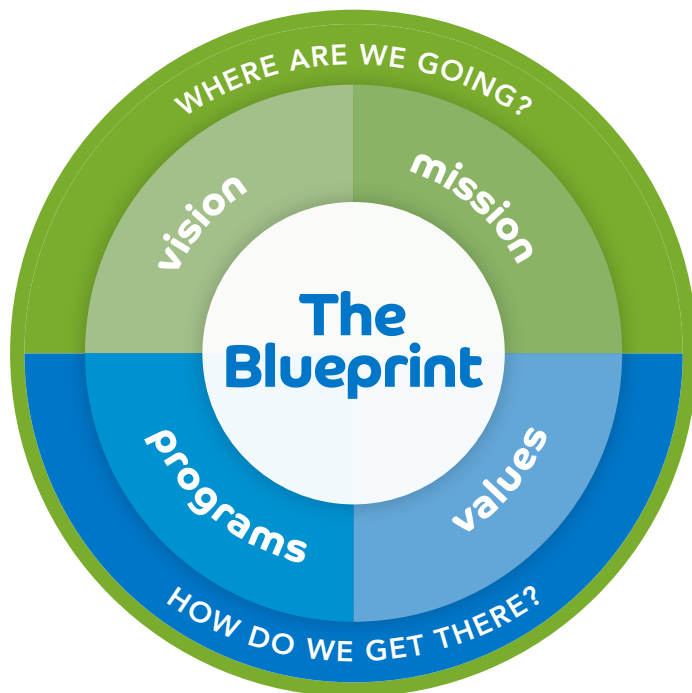 WHERE ARE WE GOING?
vision
mission
The
Blueprint
programs
values
HOW DO WE GET THERE?